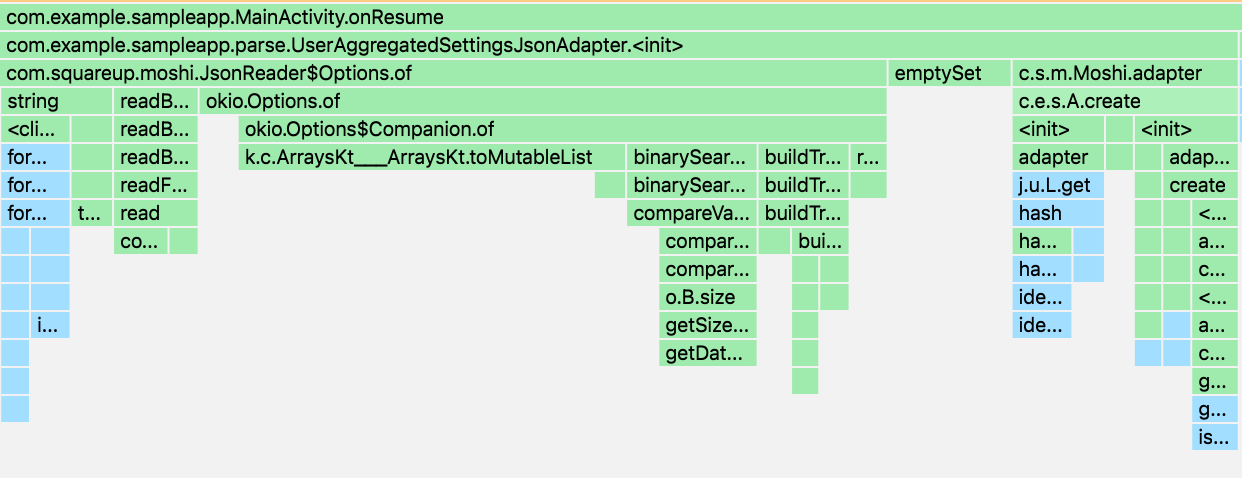 com.example.sampleapp.MainActivity.onResume
com.example.sampleapp.parse.UserAggregatedSettingsJsonAdapter.<init>
com.squareup.moshi.JsonReader$Options.of emptySet c.s.m.Moshi.adapter
string readB... okio.Options.of c.e.s.A.create
<cli... readB... okio.Options$Companion.of <init> <init>
for... readB... k.c.ArraysKt___ArraysKt.toMutableList binarySear... buildTr... r... adapter adap...
for... readF... binarySear... buildTr... j.u.L.get create
for... t... read compareVa... buildTr... hash <...
co... compar... bui... ha... a...
compar... ha... c...
o.B.size ide... <...
i... getSize... ide... a...
getDat... c...
g...
g...
is...